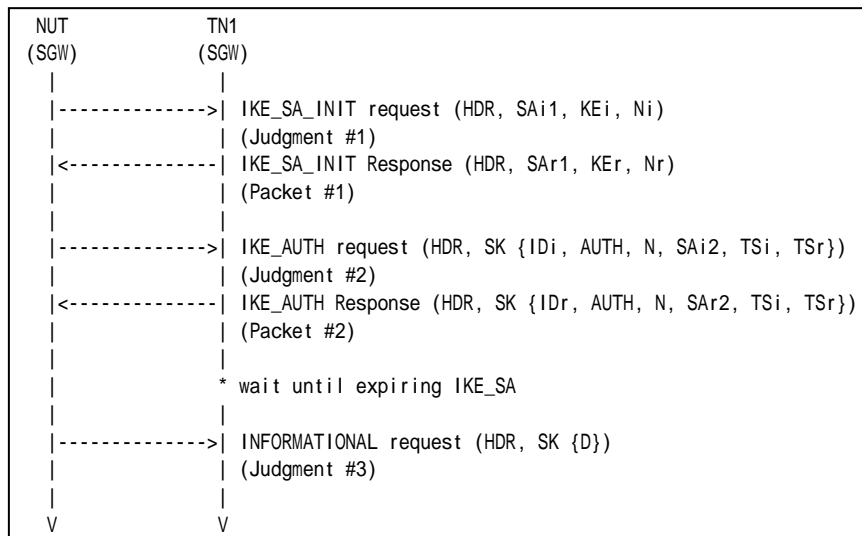 NUT TN1
(SGW) (SGW)
| |
|-------------->| IKE_SA_INIT request (HDR, SAi1, KEi, Ni)
| | (Judgment #1)
|<--------------| IKE_SA_INIT Response (HDR, SAr1, KEr, Nr)
| | (Packet #1)
| |
|-------------->| IKE_AUTH request (HDR, SK {IDi, AUTH, N, SAi2, TSi, TSr})
| | (Judgment #2)
|<--------------| IKE_AUTH Response (HDR, SK {IDr, AUTH, N, SAr2, TSi, TSr})
| | (Packet #2)
| |
| * wait until expiring IKE_SA
| |
|-------------->| INFORMATIONAL request (HDR, SK {D})
| | (Judgment #3)
| |
V V